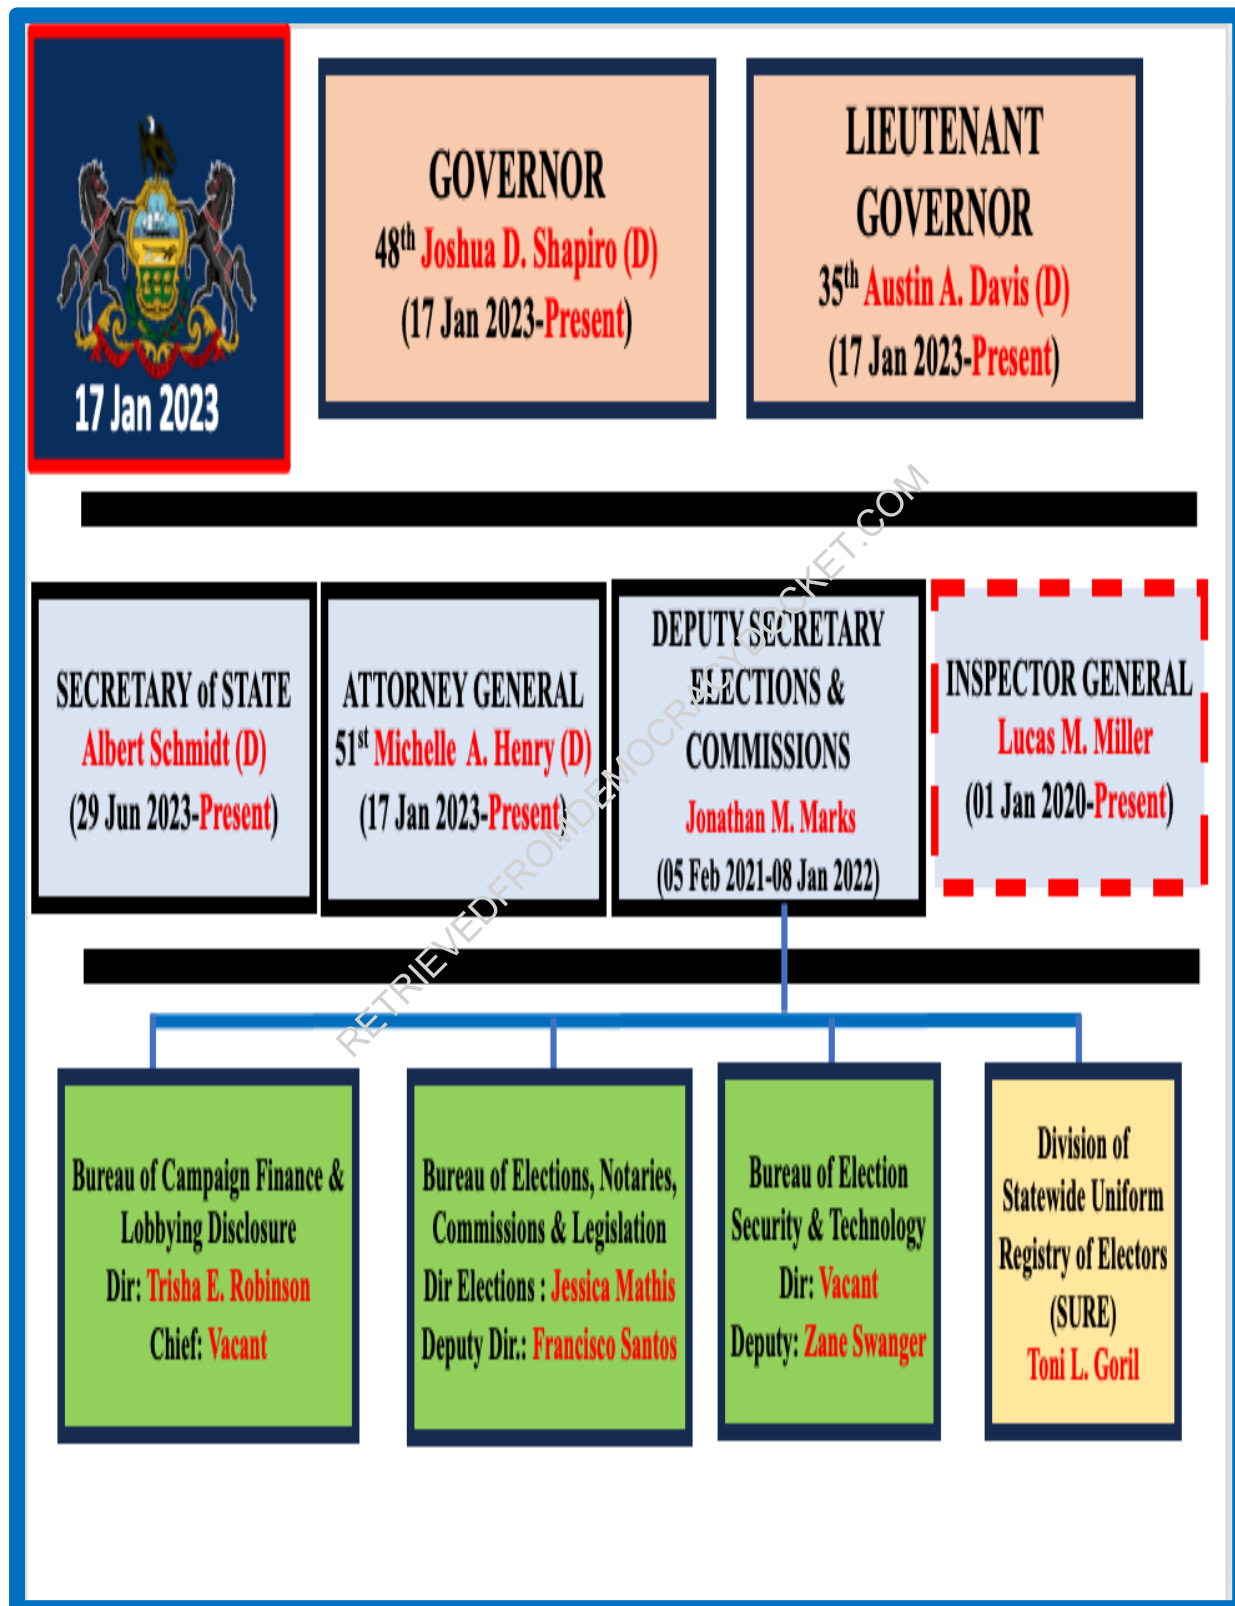 17 Jan 2023
GOVERNOR
48th Joshua D. Shapiro (D)
(17 Jan 2023-Present)
LIEUTENANT
GOVERNOR
35th Austin A. Davis (D)
(17 Jan 2023-Present)
SECRETARY of STATE
Albert Schmidt (D)
(29 Jun 2023-Present)
ATTORNEY GENERAL
51st Michelle A. Henry (D)
(17 Jan 2023-Present)
DEPUTY SECRETARY
ELECTIONS &
COMMISSIONS
Jonathan M. Marks
(05 Feb 2021-08 Jan 2022)
INSPECTOR GENERAL
Lucas M. Miller
(01 Jan 2020-Present)
RETRIEVEDFROMDEMOCRACYDOCKET.COM
Bureau of Campaign Finance &
Lobbying Disclosure
Dir: Trisha E. Robinson
Chief: Vacant
Bureau of Elections, Notaries,
Commissions & Legislation
Dir Elections : Jessica Mathis
Deputy Dir.: Francisco Santos
Bureau of Election
Security & Technology
Dir: Vacant
Deputy: Zane Swanger
Division of
Statewide Uniform
Registry of Electors
(SURE)
Toni L. Goril